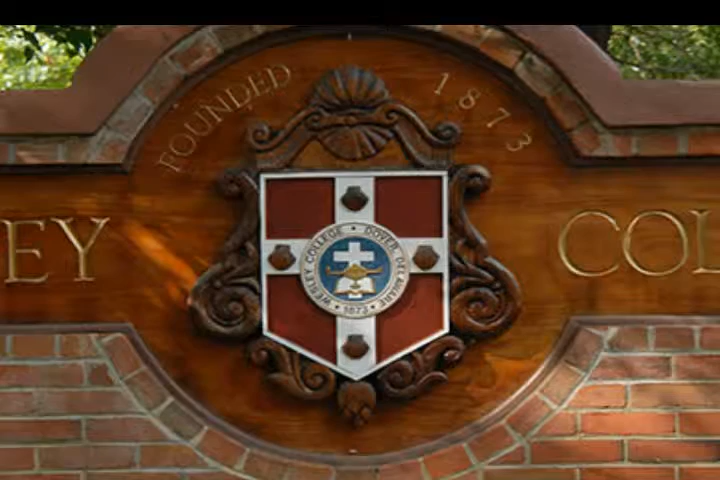 FOUNDED 1873
EY COL
WESLEY COLLEGE • DOVER, DELAWARE
• 1873 •